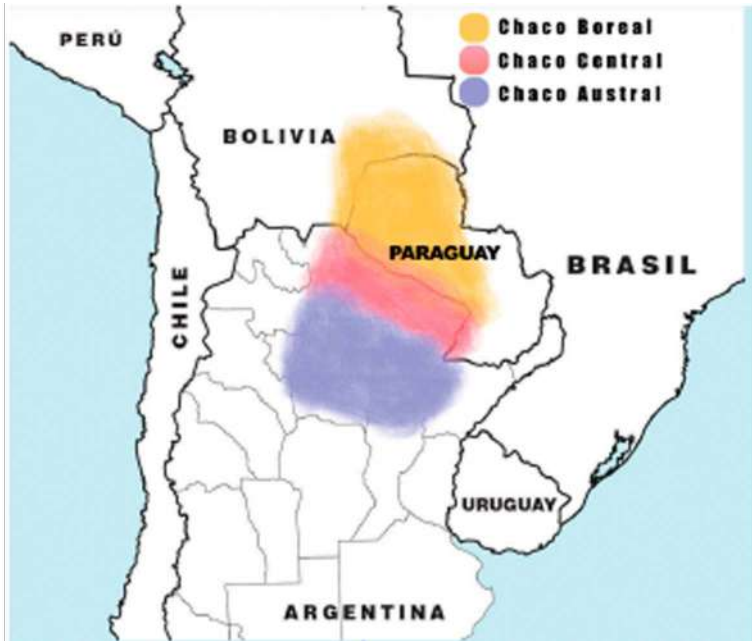 Chaco Boreal
Chaco Central
Chaco Austral
PERÚ
BOLIVIA
PARAGUAY
BRASIL
CHILE
URUGUAY
ARGENTINA